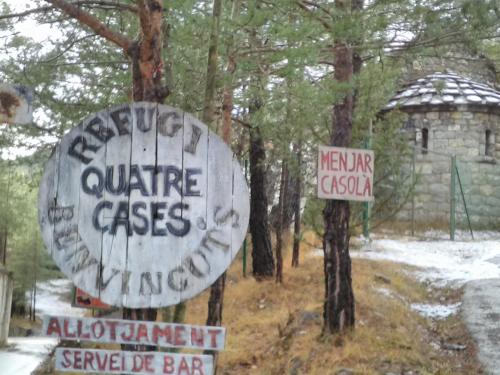 REFUGI
QUATRE
CASES
BENVINGUTS
MENJAR
CASOLÀ
ALLOTJAMENT
SERVEI DE BAR